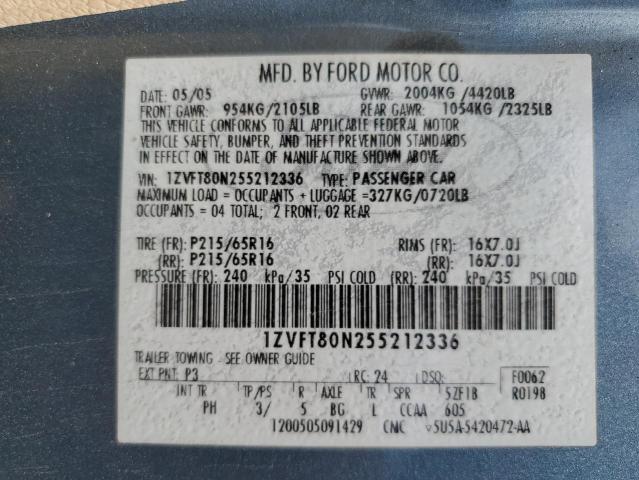 MFD. BY FORD MOTOR CO.
DATE: 05/05 GVWR: 2004KG /4420LB
FRONT GAWR: 954KG/2105LB REAR GAWR: 1054KG /2325LB
THIS VEHICLE CONFORMS TO ALL APPLICABLE FEDERAL MOTOR
VEHICLE SAFETY, BUMPER, AND THEFT PREVENTION STANDARDS
IN EFFECT ON THE DATE OF MANUFACTURE SHOWN ABOVE.
VIN: 1ZVFT80N255212336 TYPE: PASSENGER CAR
MAXIMUM LOAD = OCCUPANTS + LUGGAGE =327KG/0720LB
OCCUPANTS = 04 TOTAL; 2 FRONT, 02 REAR
TIRE (FR): P215/65R16 RIMS (FR): 16X7.0J
(RR): P215/65R16 (RR): 16X7.0J
PRESSURE (FR): 240 kPa/35 PSI COLD (RR): 240 kPa/35 PSI COLD
1ZVFT80N255212336
TRAILER TOWING - SEE OWNER GUIDE
EXT PNT: P3 RC: 24 DSO: F0062
INT TR TP/PS R AXLE TR SPR 5ZF1B R0198
PH 3/ 5 BG L CCAA 605
1200505091429 CMC ▽5U5A-5420472-AA